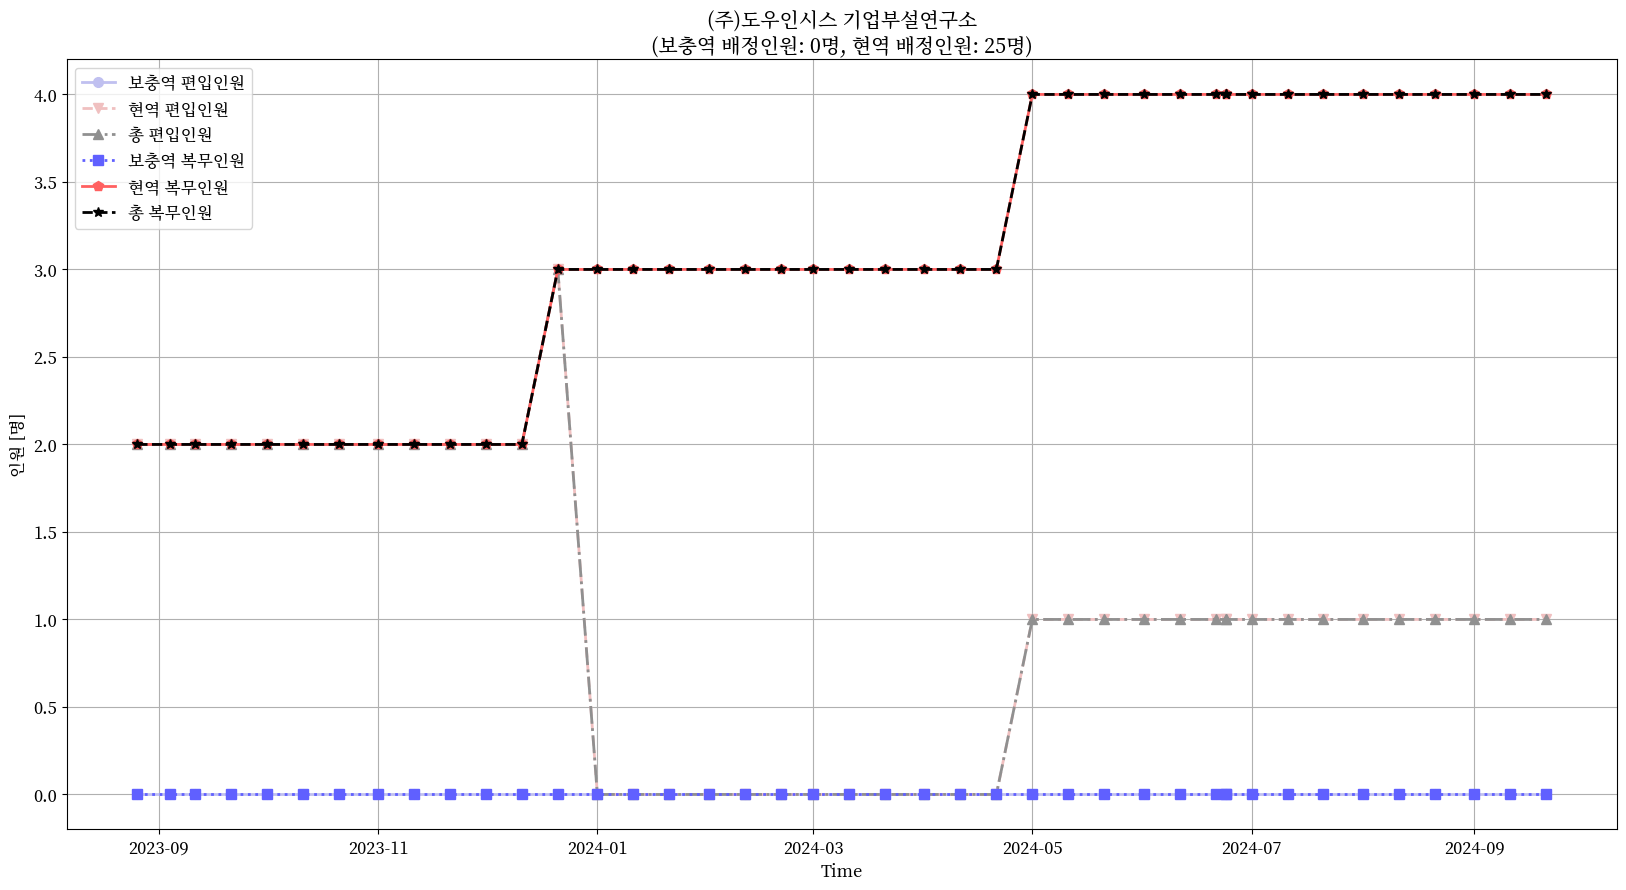 (주)도우인시스 기업부설연구소
(보충역 배정인원: 0명, 현역 배정인원: 25명)
보충역 편입인원
현역 편입인원
총 편입인원
보충역 복무인원
현역 복무인원
총 복무인원
4.0
3.5
3.0
2.5
2.0
1.5
1.0
0.5
0.0
인원 [명]
2023-09
2023-11
2024-01
2024-03
2024-05
2024-07
2024-09
Time